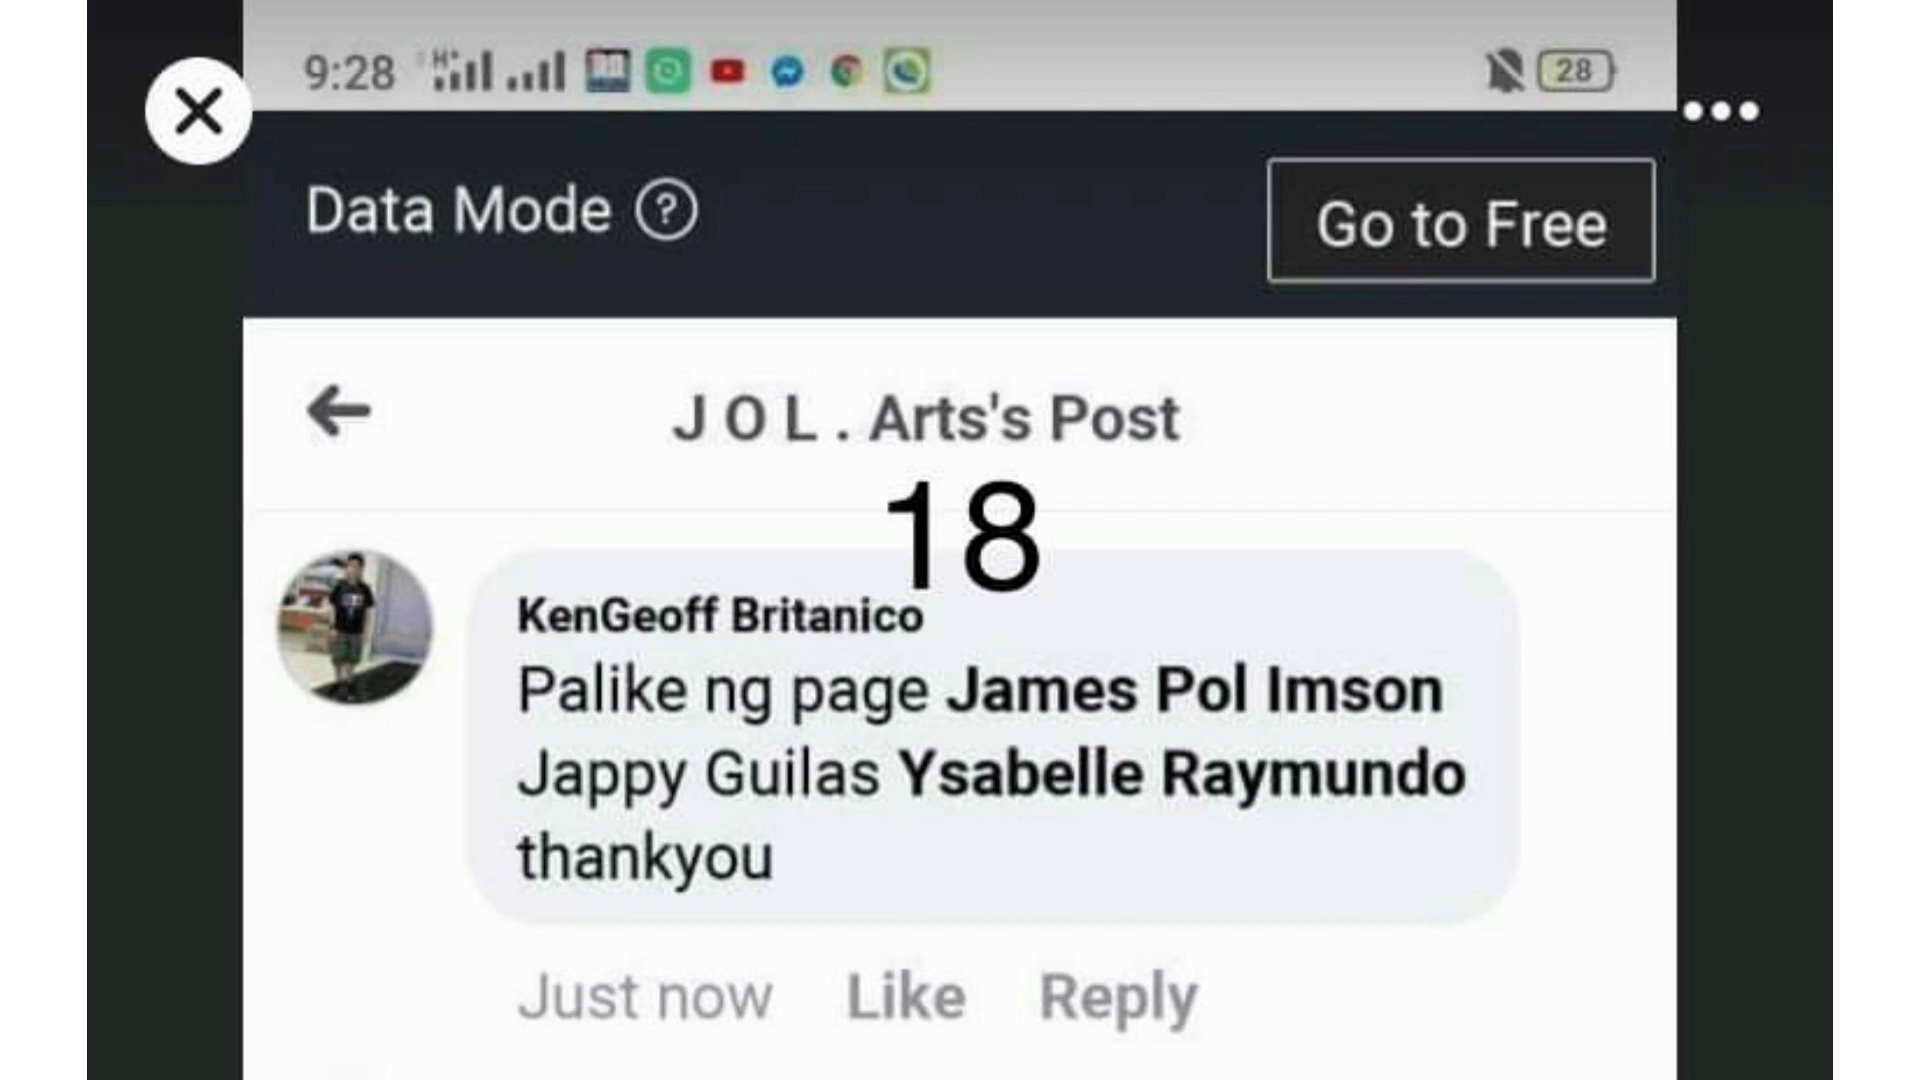 9:28 H+ 28
Data Mode ?
Go to Free
J O L . Arts's Post
18
KenGeoff Britanico
Palike ng page James Pol Imson
Jappy Guilas Ysabelle Raymundo
thankyou
Just now Like Reply